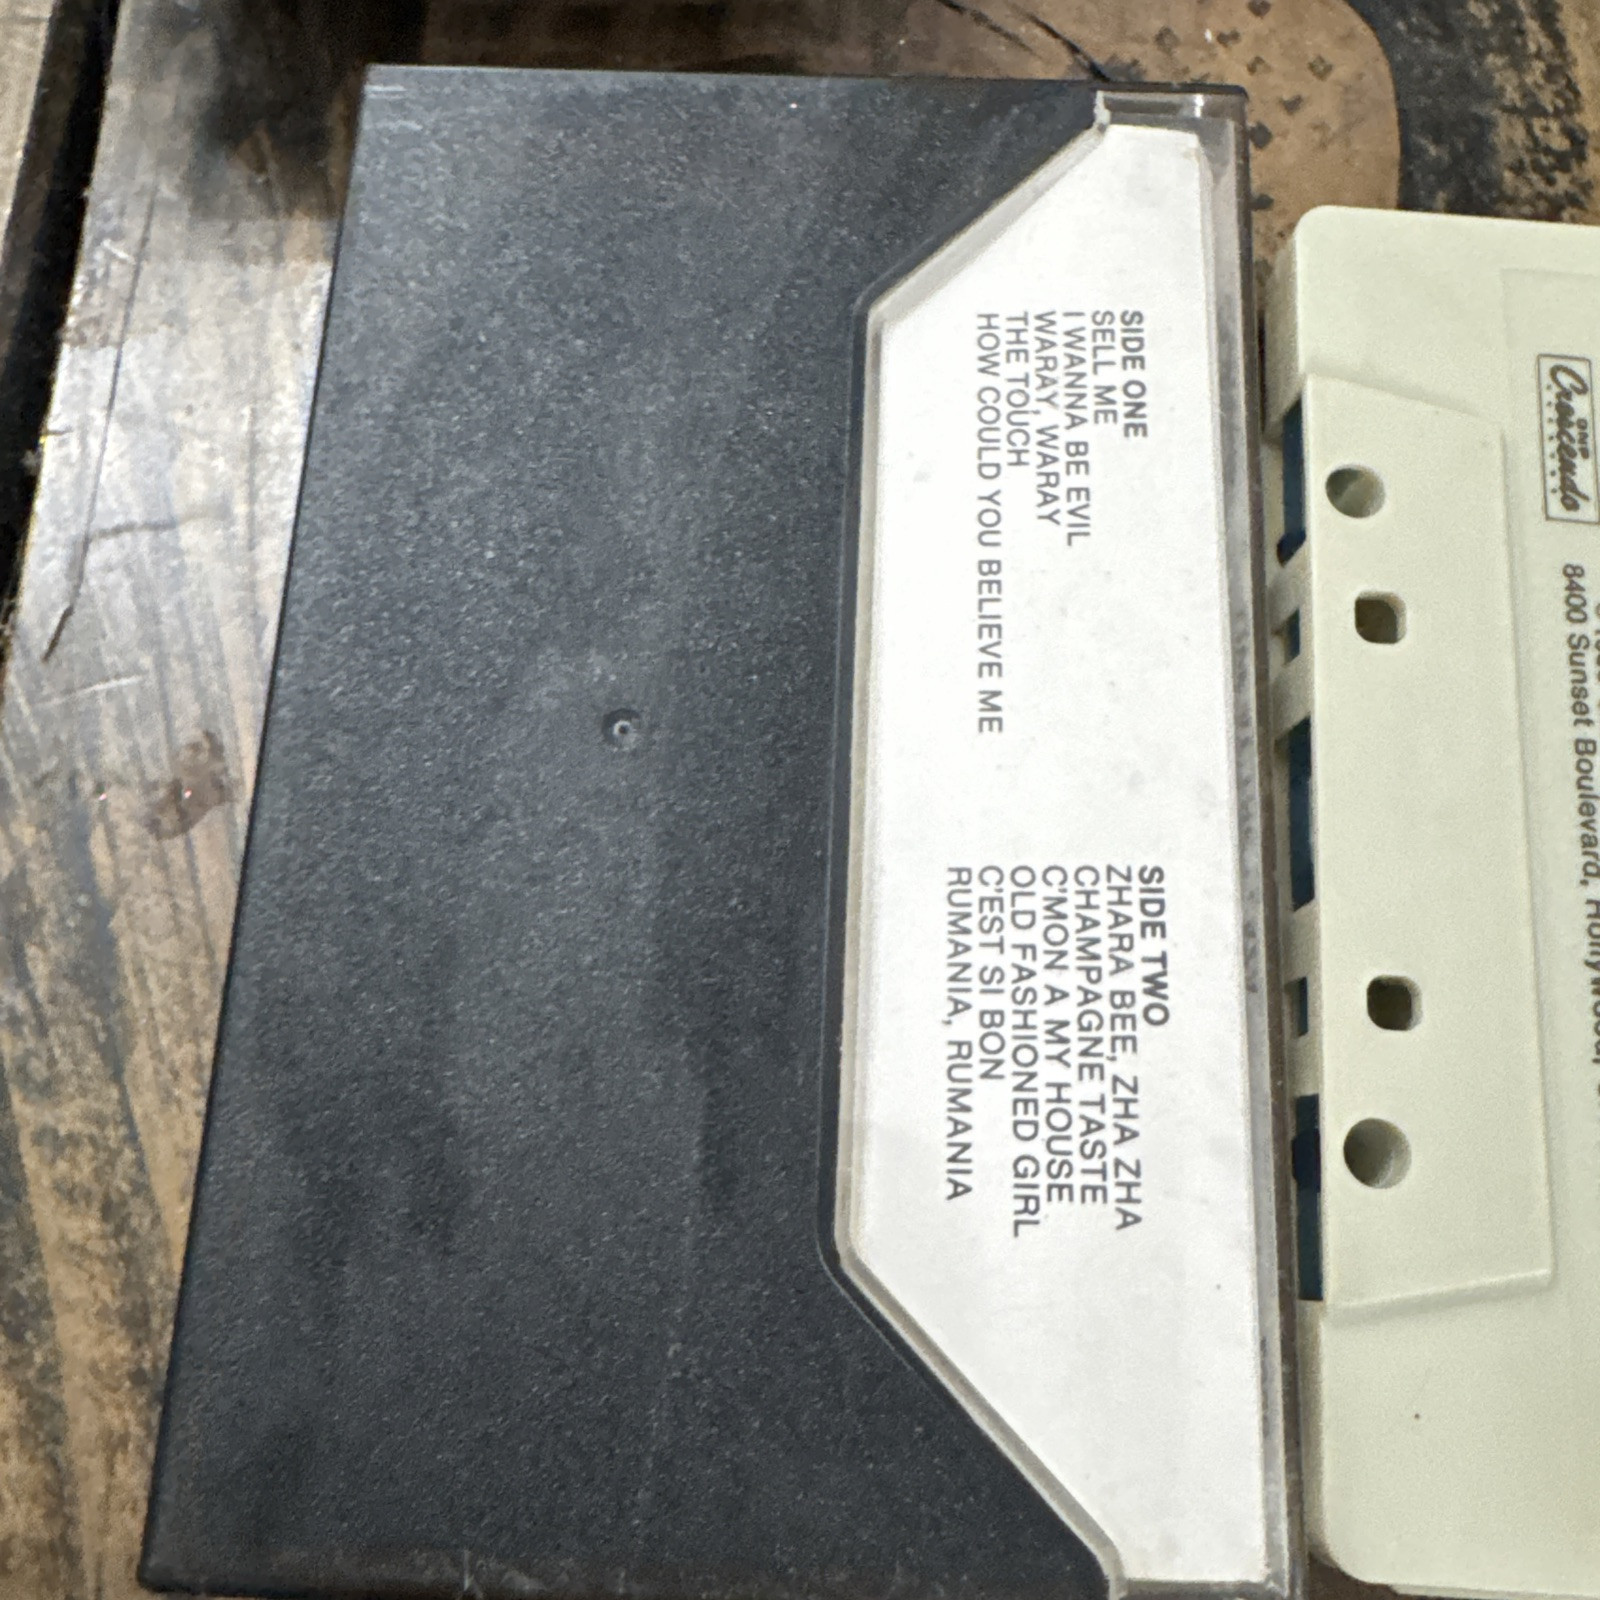 SIDE ONE
SELL ME
I WANNA BE EVIL
WARAY, WARAY
THE TOUCH
HOW COULD YOU BELIEVE ME
SIDE TWO
ZHARA BEE, ZHA ZHA
CHAMPAGNE TASTE
C'MON A MY HOUSE
OLD FASHIONED GIRL
C'EST SI BON
RUMANIA, RUMANIA
GNP
Crescendo
8400 Sunset Boulevard, Hollywood,